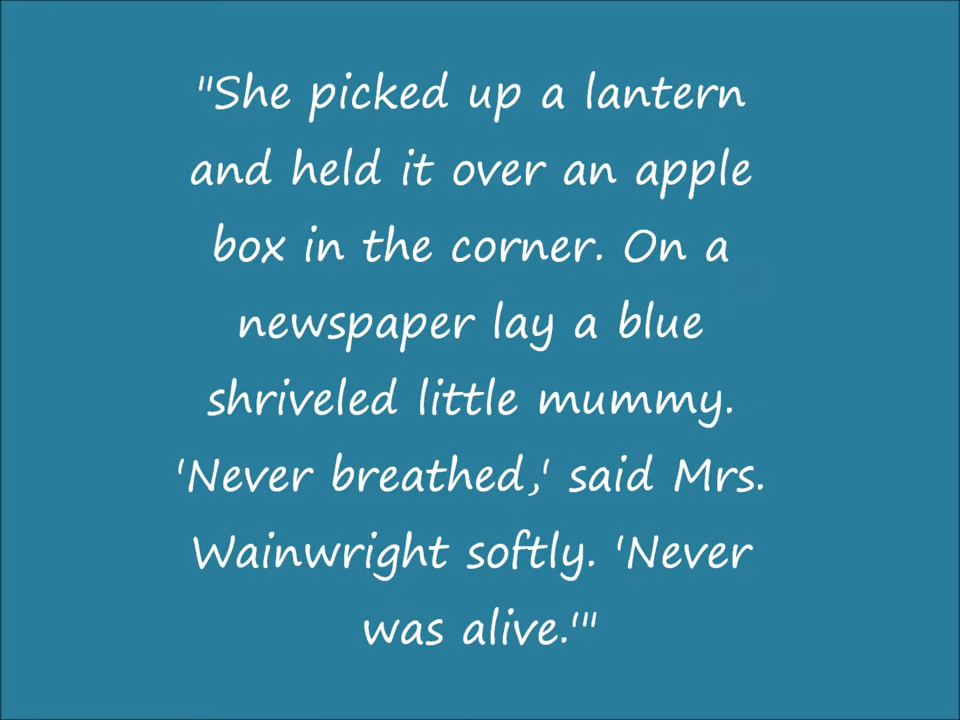 "She picked up a lantern
and held it over an apple
box in the corner. On a
newspaper lay a blue
shriveled little mummy.
'Never breathed,' said Mrs.
Wainwright softly. 'Never
was alive.'"